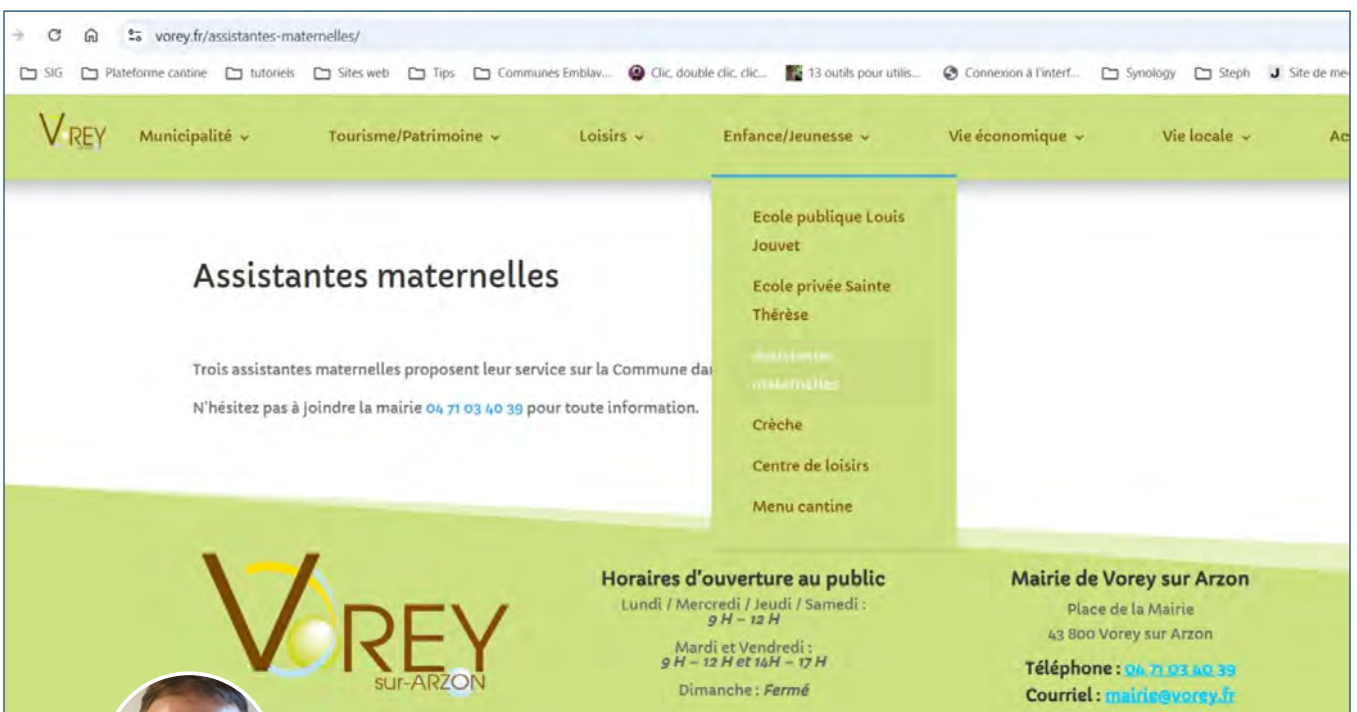 vorey.fr/assistantes-maternelles/
SIG Plateforme cantine tutoriels Sites web Tips Communes Emblav... Clic, double clic, clic... 13 outils pour utilis... Connexion à l'interf... Synology Steph J Site de me
VOREY Municipalité Tourisme/Patrimoine Loisirs Enfance/Jeunesse Vie économique Vie locale Ac
Ecole publique Louis
Jouvet
Ecole privée Sainte
Thérèse
Assistantes
maternelles
Crèche
Centre de loisirs
Menu cantine
Assistantes maternelles
Trois assistantes maternelles proposent leur service sur la Commune da
N'hésitez pas à joindre la mairie 04 71 03 40 39 pour toute information.
VOREY
sur-ARZON
Horaires d'ouverture au public
Lundi / Mercredi / Jeudi / Samedi :
9 H – 12 H
Mardi et Vendredi :
9 H – 12 H et 14H – 17 H
Dimanche : Fermé
Mairie de Vorey sur Arzon
Place de la Mairie
43 800 Vorey sur Arzon
Téléphone : 04 71 03 40 39
Courriel : mairie@vorey.fr